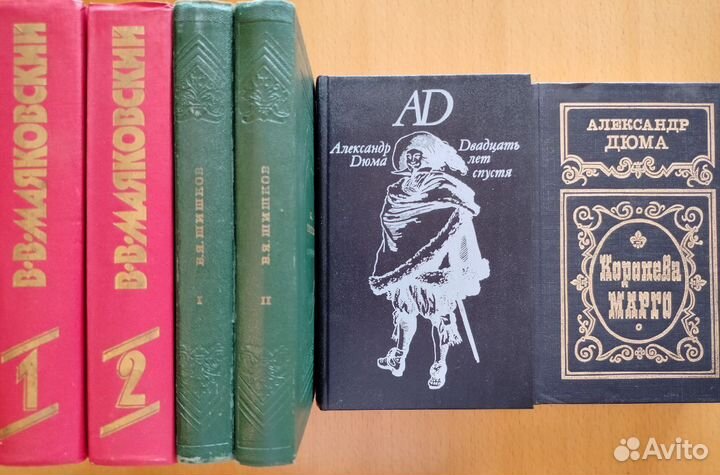 В·В·МАЯКОВСКИЙ
1
В·В·МАЯКОВСКИЙ
2
В.Я. ШИШКОВ
I
В.Я. ШИШКОВ
II
AD
Александр
Дюма
Двадцать
лет
спустя
АЛЕКСАНДР
ДЮМА
Королева
МАРГО
Avito